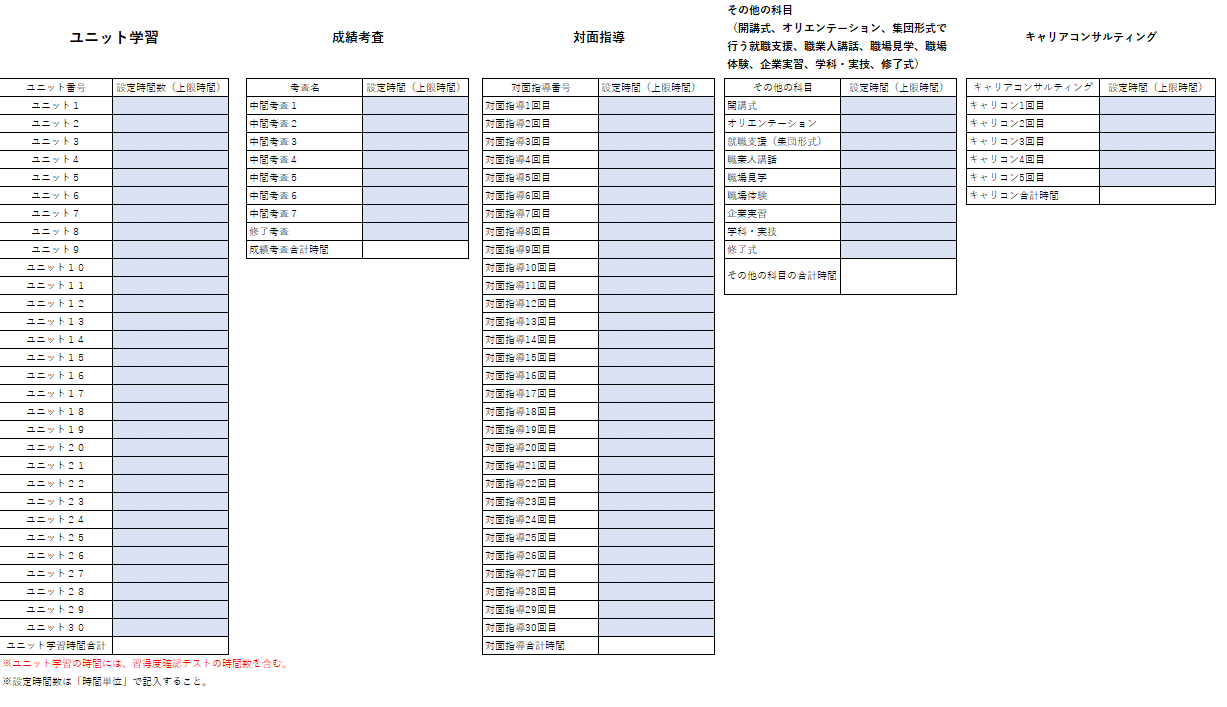 ユニット学習
ユニット番号 設定時間数（上限時間）
ユニット１
ユニット２
ユニット３
ユニット４
ユニット５
ユニット６
ユニット７
ユニット８
ユニット９
ユニット１０
ユニット１１
ユニット１２
ユニット１３
ユニット１４
ユニット１５
ユニット１６
ユニット１７
ユニット１８
ユニット１９
ユニット２０
ユニット２１
ユニット２２
ユニット２３
ユニット２４
ユニット２５
ユニット２６
ユニット２７
ユニット２８
ユニット２９
ユニット３０
ユニット学習時間合計
※ユニット学習の時間には、習得度確認テストの時間数を含む。
※設定時間数は「時間単位」で記入すること。
成績考査
考査名 設定時間（上限時間）
中間考査１
中間考査２
中間考査３
中間考査４
中間考査５
中間考査６
中間考査７
修了考査
成績考査合計時間
対面指導
対面指導番号 設定時間（上限時間）
対面指導1回目
対面指導2回目
対面指導3回目
対面指導4回目
対面指導5回目
対面指導6回目
対面指導7回目
対面指導8回目
対面指導9回目
対面指導10回目
対面指導11回目
対面指導12回目
対面指導13回目
対面指導14回目
対面指導15回目
対面指導16回目
対面指導17回目
対面指導18回目
対面指導19回目
対面指導20回目
対面指導21回目
対面指導22回目
対面指導23回目
対面指導24回目
対面指導25回目
対面指導26回目
対面指導27回目
対面指導28回目
対面指導29回目
対面指導30回目
対面指導合計時間
その他の科目
（開講式、オリエンテーション、集団形式で
行う就職支援、職業人講話、職場見学、職場
体験、企業実習、学科・実技、修了式）
その他の科目 設定時間（上限時間）
開講式
オリエンテーション
就職支援（集団形式）
職業人講話
職場見学
職場体験
企業実習
学科・実技
修了式
その他の科目の合計時間
キャリアコンサルティング
キャリアコンサルティング 設定時間（上限時間）
キャリコン1回目
キャリコン2回目
キャリコン3回目
キャリコン4回目
キャリコン5回目
キャリコン合計時間